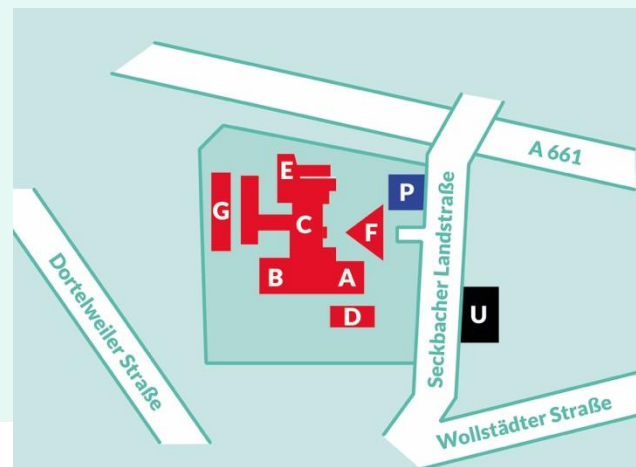 A 661
E
P
G
C
F
B
A
D
U
Seckbacher Landstraße
Dortelweiler Straße
Wollstädter Straße